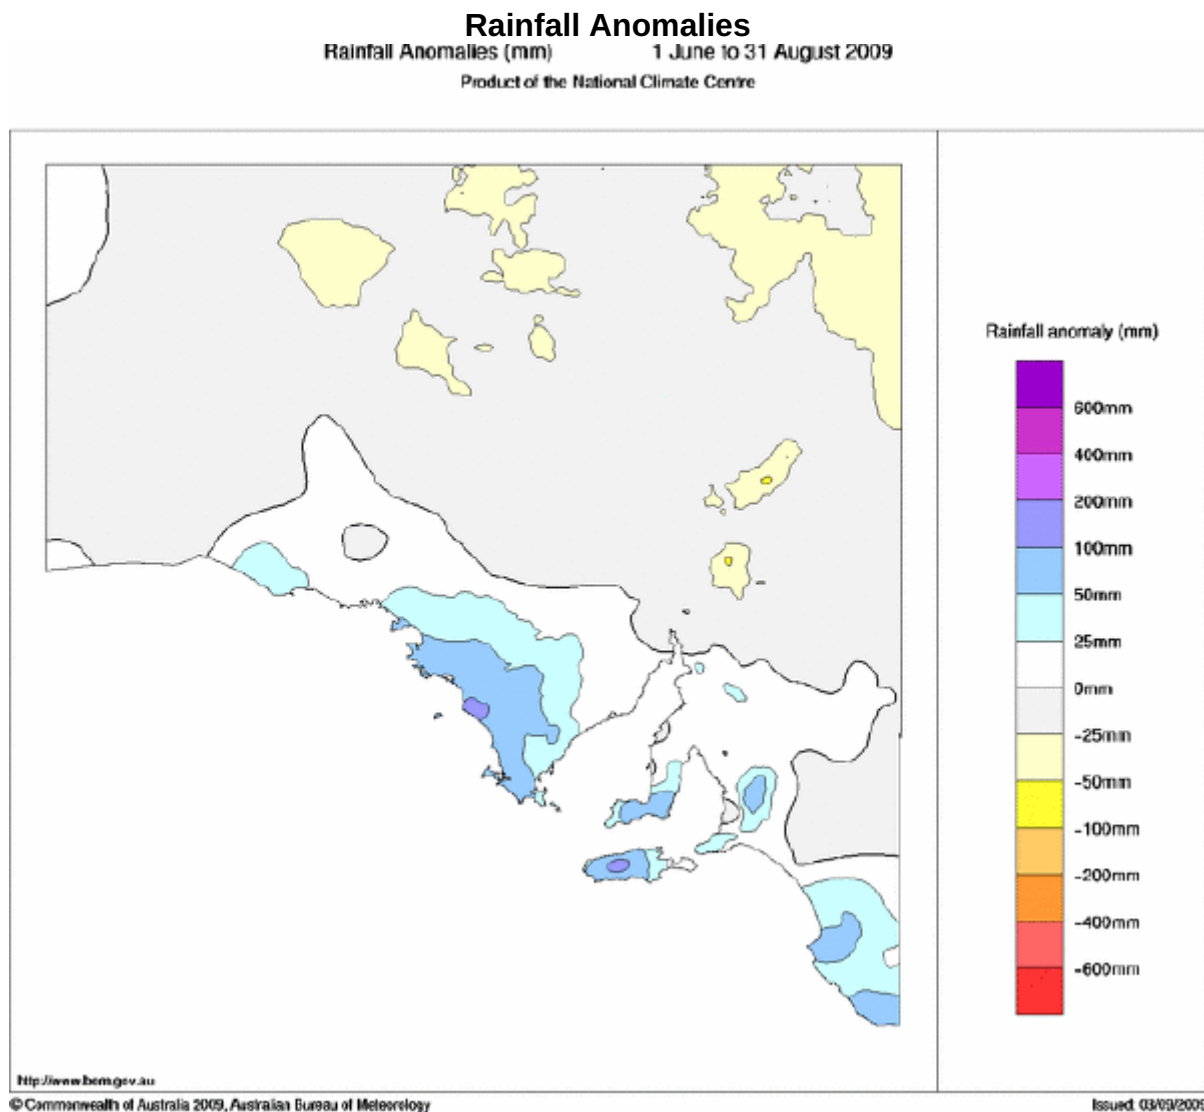 Rainfall Anomalies
Rainfall Anomalies (mm) 1 June to 31 August 2009
Product of the National Climate Centre
Rainfall anomaly (mm)
600mm
400mm
200mm
100mm
50mm
25mm
0mm
-25mm
-50mm
-100mm
-200mm
-400mm
-600mm
http://www.bom.gov.au
© Commonwealth of Australia 2009, Australian Bureau of Meteorology Issued: 03/09/2009